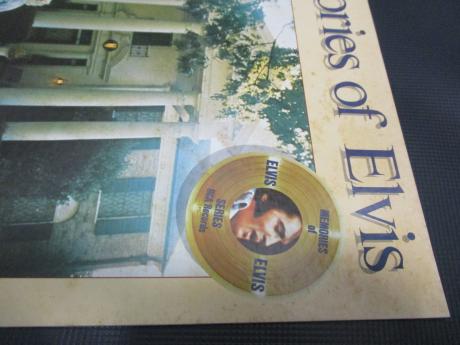 ories of Elvis
ELVIS
MEMORIES
of
ELVIS
SERIES
RCA Records